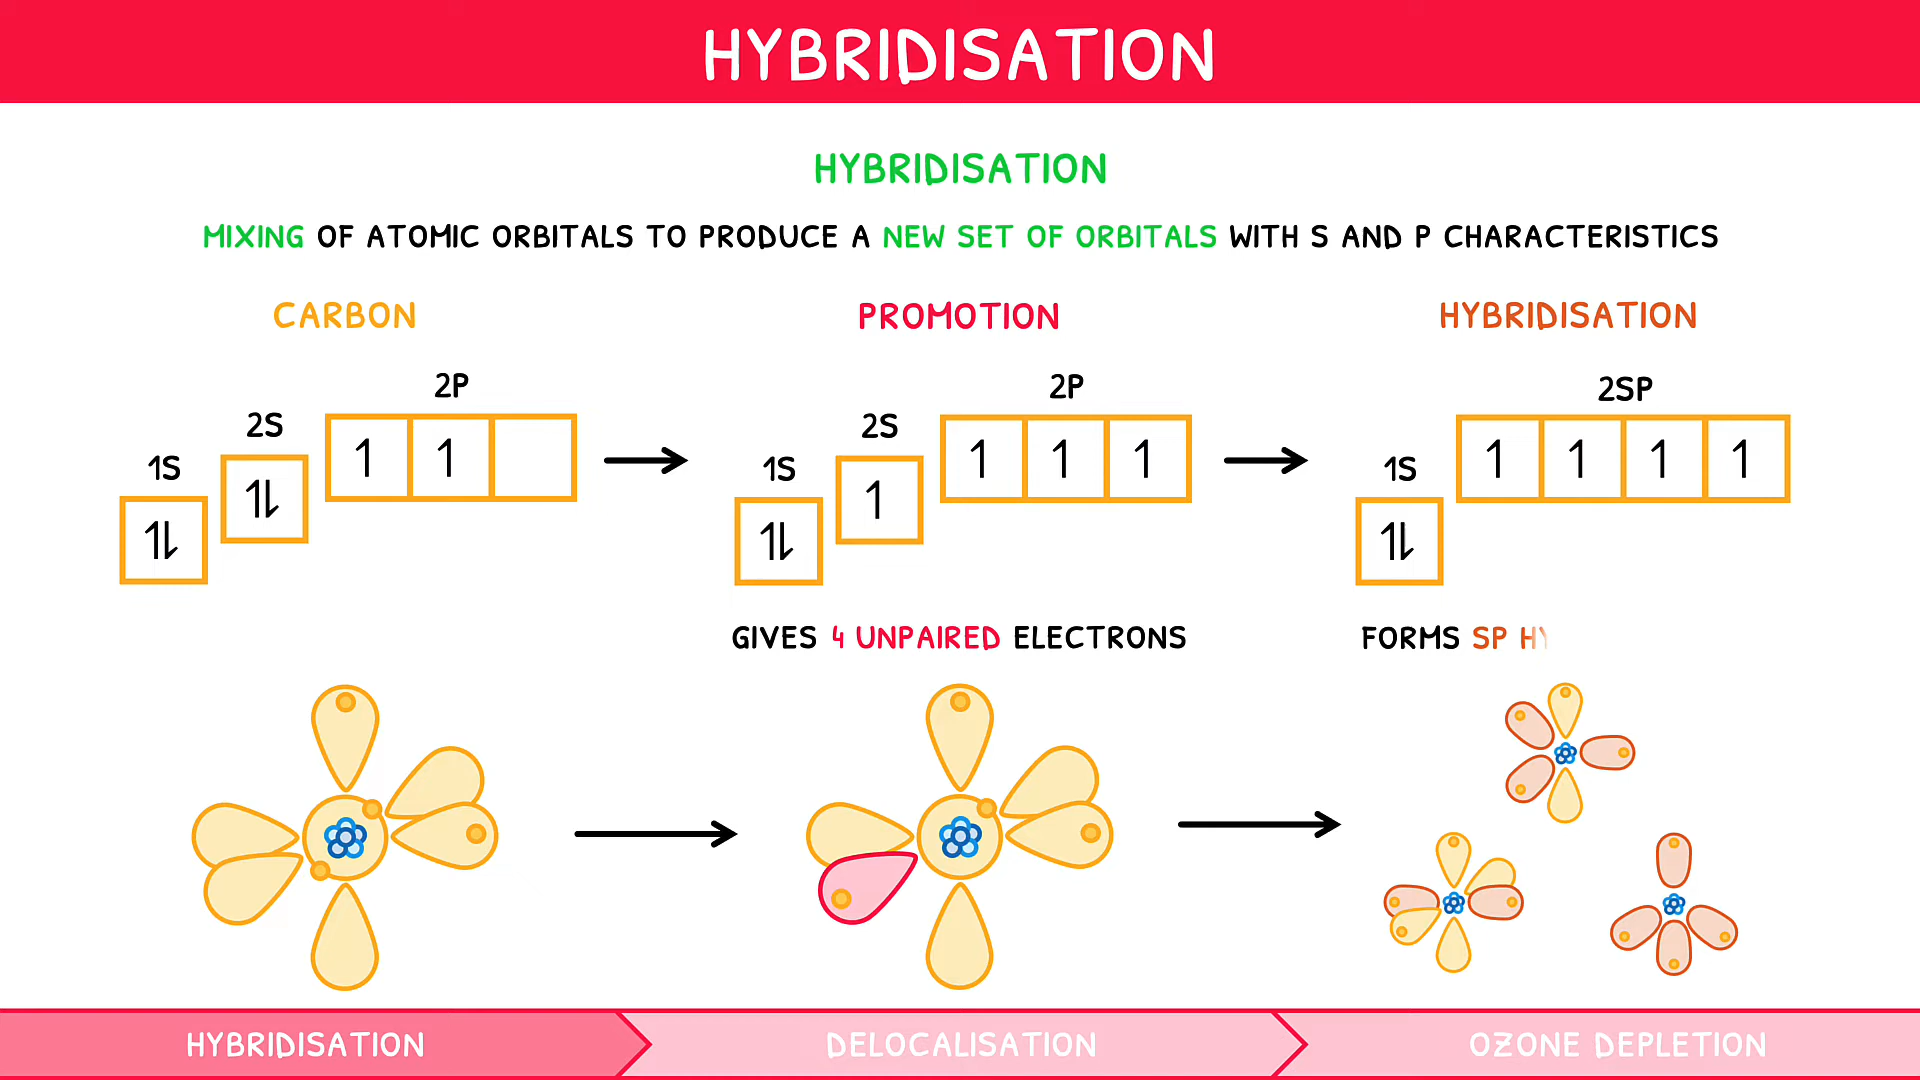 HYBRIDISATION
HYBRIDISATION
MIXING OF ATOMIC ORBITALS TO PRODUCE A NEW SET OF ORBITALS WITH S AND P CHARACTERISTICS
CARBON
1S
2S
2P
1⇂
1⇂
1 1
PROMOTION
1S
2S
2P
1⇂
1
1 1 1
GIVES 4 UNPAIRED ELECTRONS
HYBRIDISATION
1S
2SP
1⇂
1 1 1 1
FORMS SP
HYBRIDISATION
DELOCALISATION
OZONE DEPLETION